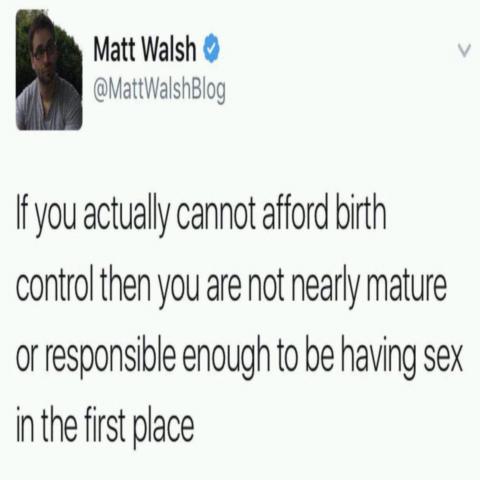 Matt Walsh
@MattWalshBlog
If you actually cannot afford birth
control then you are not nearly mature
or responsible enough to be having sex
in the first place